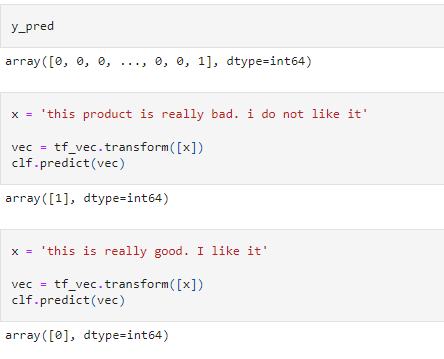 y_pred
array([0, 0, 0, ..., 0, 0, 1], dtype=int64)
x = 'this product is really bad. i do not like it'
vec = tf_vec.transform([x])
clf.predict(vec)
array([1], dtype=int64)
x = 'this is really good. I like it'
vec = tf_vec.transform([x])
clf.predict(vec)
array([0], dtype=int64)